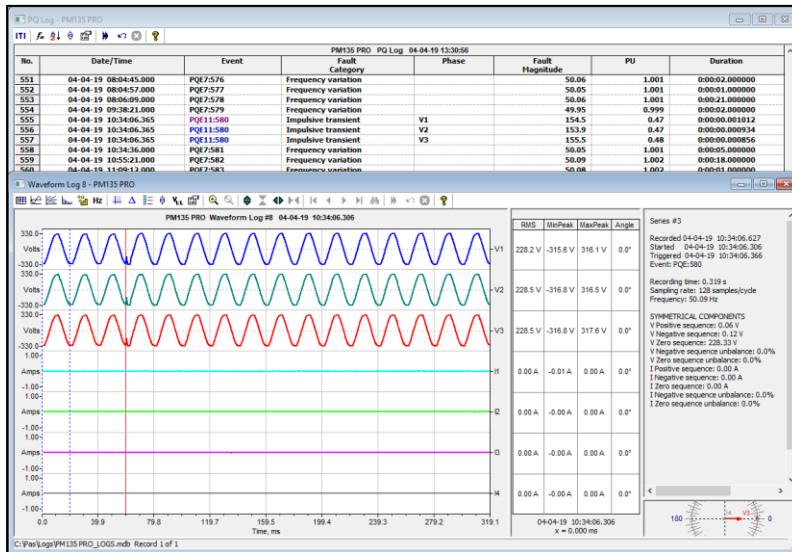 PQ Log - PM135 PRO
ITI
PM135 PRO PQ Log 04-04-19 13:30:56
No. Date/Time Event Fault Category Phase Fault Magnitude PU Duration
551 04-04-19 08:04:45.000 PQE7:576 Frequency variation 50.06 1.001 0:00:02.000000
552 04-04-19 08:04:57.000 PQE7:577 Frequency variation 50.05 1.001 0:00:01.000000
553 04-04-19 08:06:09.000 PQE7:578 Frequency variation 50.06 1.001 0:00:21.000000
554 04-04-19 09:38:21.000 PQE7:579 Frequency variation 49.95 0.999 0:00:02.000000
555 04-04-19 10:34:06.365 PQE11:580 Impulsive transient V1 154.5 0.47 0:00:00.001012
556 04-04-19 10:34:06.365 PQE11:580 Impulsive transient V2 153.9 0.47 0:00:00.000934
557 04-04-19 10:34:06.365 PQE11:580 Impulsive transient V3 155.5 0.48 0:00:00.000856
558 04-04-19 10:34:36.000 PQE7:581 Frequency variation 50.05 1.001 0:00:05.000000
559 04-04-19 10:55:21.000 PQE7:582 Frequency variation 50.09 1.002 0:00:18.000000
560 04-04-19 11:09:12.000 PQE7:583 Frequency variation 50.08 1.002 0:00:01.000000
Waveform Log 8 - PM135 PRO
Hz
PM135 PRO Waveform Log #8 04-04-19 10:34:06.306
330.0
Volts
-330.0
V1
330.0
Volts
-330.0
V2
330.0
Volts
-330.0
V3
1.00
Amps
-1.00
I1
1.00
Amps
-1.00
I2
1.00
Amps
-1.00
I3
1.00
Amps
-1.00
I4
0.0 39.9 79.8 119.7 159.5 199.4 239.3 279.2 319.1
Time, ms
RMS MinPeak MaxPeak Angle
228.2 V -315.6 V 316.1 V 0.0°
228.5 V -316.8 V 316.5 V 0.0°
228.5 V -316.8 V 317.6 V 0.0°
0.00 A -0.01 A 0.00 A 0.0°
0.00 A -0.00 A 0.00 A 0.0°
0.00 A -0.00 A 0.00 A 0.0°
0.00 A -0.00 A 0.00 A 0.0°
04-04-19 10:34:06.306
x = 0.000 ms
Series #3
Recorded 04-04-19 10:34:06.627
Started 04-04-19 10:34:06.306
Triggered 04-04-19 10:34:06.366
Event: PQE:580
Recording time: 0.319 s
Sampling rate: 128 samples/cycle
Frequency: 50.09 Hz
SYMMETRICAL COMPONENTS
V Positive sequence: 0.06 V
V Negative sequence: 0.12 V
V Zero sequence: 228.33 V
V Negative sequence unbalance: 0.0%
V Zero sequence unbalance: 0.0%
I Positive sequence: 0.00 A
I Negative sequence: 0.00 A
I Zero sequence: 0.00 A
I Negative sequence unbalance: 0.0%
I Zero sequence unbalance: 0.0%
180 I4 V3 0
C:\Pas\Logs\PM135 PRO_LOGS.mdb Record 1 of 1